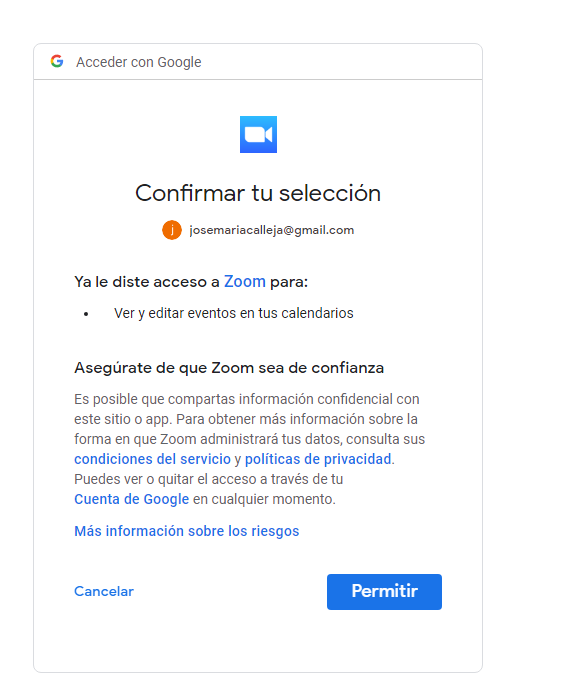 Acceder con Google
Confirmar tu selección
j josemariacalleja@gmail.com
Ya le diste acceso a Zoom para:
• Ver y editar eventos en tus calendarios
Asegúrate de que Zoom sea de confianza
Es posible que compartas información confidencial con
este sitio o app. Para obtener más información sobre la
forma en que Zoom administrará tus datos, consulta sus
condiciones del servicio y políticas de privacidad.
Puedes ver o quitar el acceso a través de tu
Cuenta de Google en cualquier momento.
Más información sobre los riesgos
Cancelar
Permitir